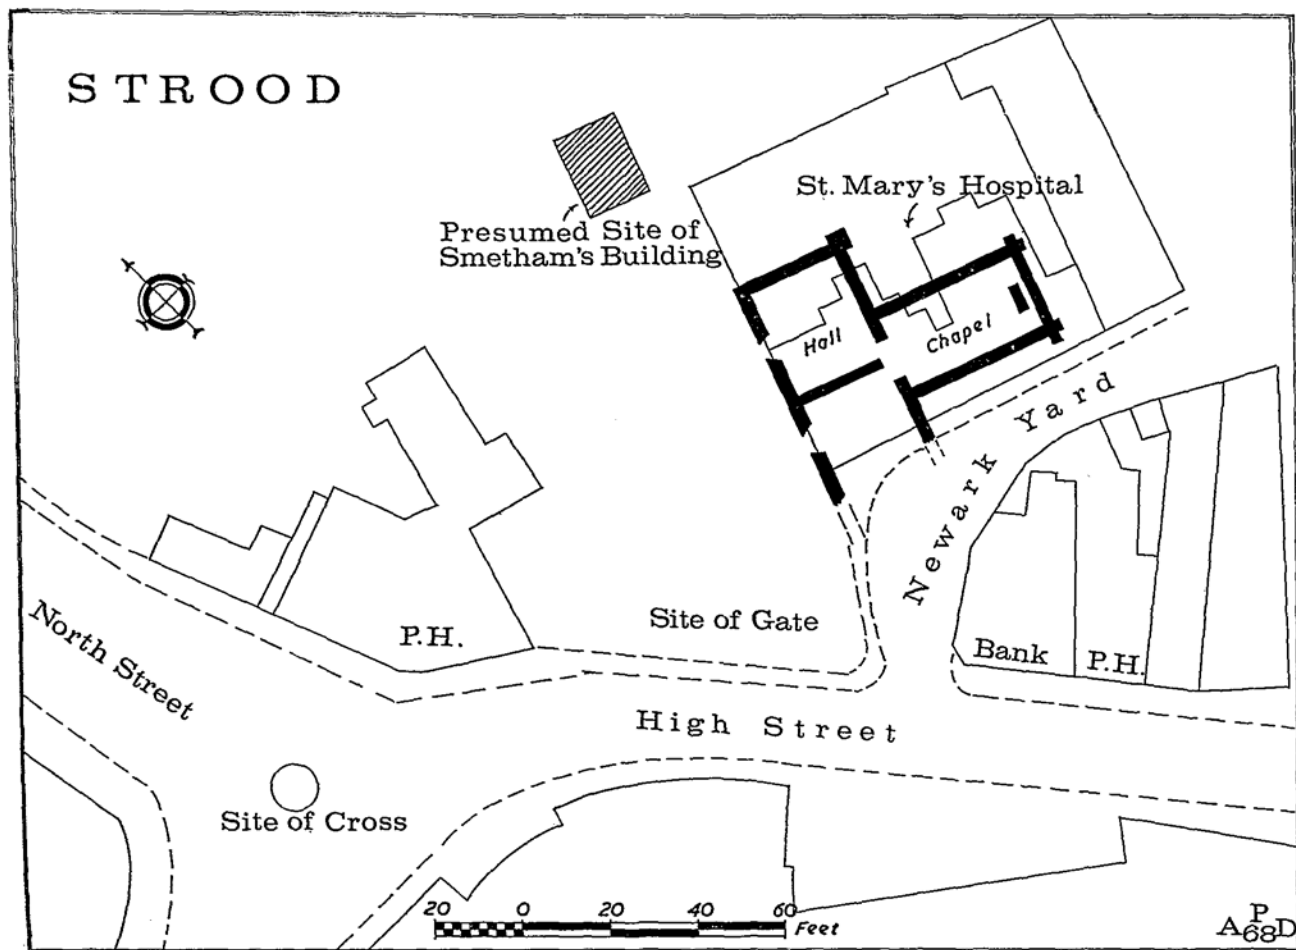 STROOD
St. Mary's Hospital
Presumed Site of
Smetham's Building
Hall
Chapel
Newark Yard
North Street
P.H.
Site of Gate
Bank
P.H.
High Street
Site of Cross
20 0 20 40 60
Feet
P
A 68 D